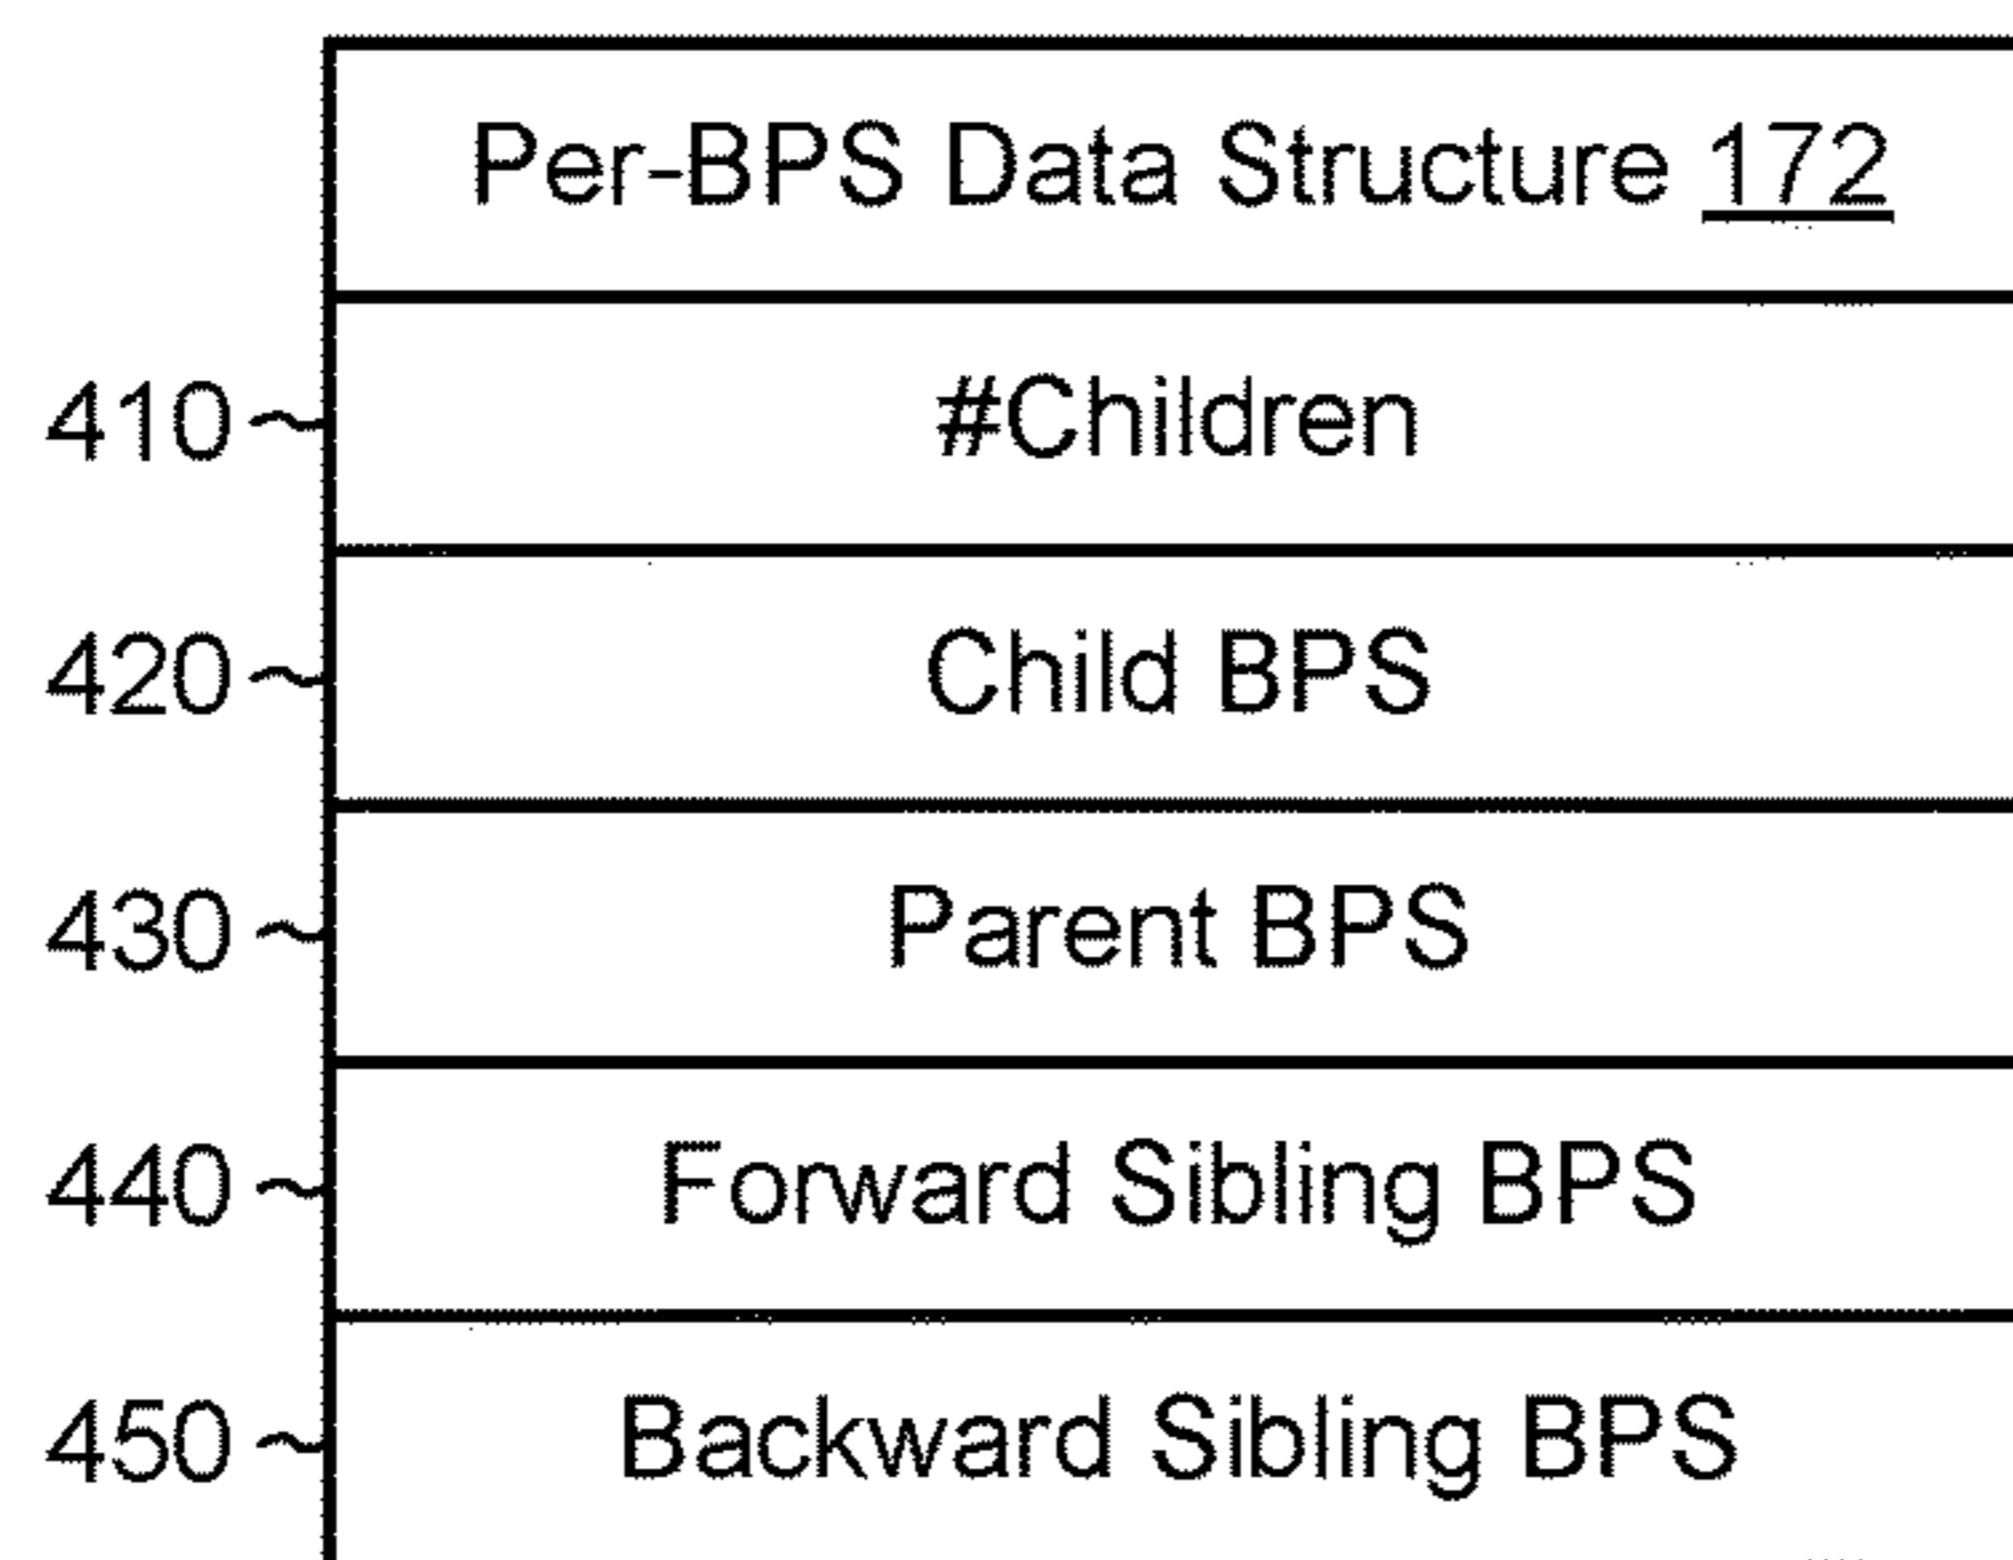 Per-BPS Data Structure 172
410 #Children
420 Child BPS
430 Parent BPS
440 Forward Sibling BPS
450 Backward Sibling BPS